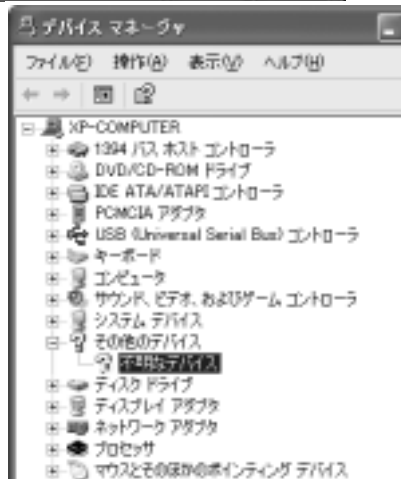 デバイス マネージャ
ファイル(F) 操作(A) 表示(V) ヘルプ(H)
XP-COMPUTER
1394 バス ホスト コントローラ
DVD/CD-ROM ドライブ
IDE ATA/ATAPI コントローラ
PCMCIA アダプタ
USB (Universal Serial Bus) コントローラ
キーボード
コンピュータ
サウンド、ビデオ、およびゲーム コントローラ
システム デバイス
その他のデバイス
不明なデバイス
ディスク ドライブ
ディスプレイ アダプタ
ネットワーク アダプタ
プロセッサ
マウスとそのほかのポインティング デバイス